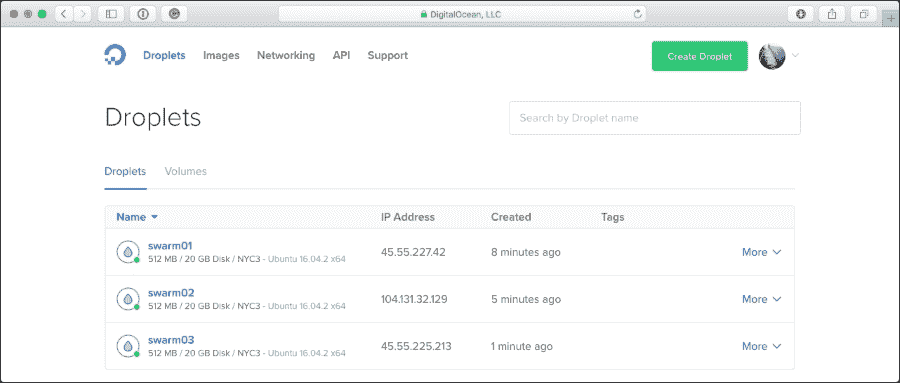 DigitalOcean, LLC
Droplets Images Networking API Support Create Droplet
Droplets
Search by Droplet name
Droplets Volumes
Name IP Address Created Tags
swarm01
512 MB / 20 GB Disk / NYC3 - Ubuntu 16.04.2 x64
45.55.227.42 8 minutes ago More
swarm02
512 MB / 20 GB Disk / NYC3 - Ubuntu 16.04.2 x64
104.131.32.129 5 minutes ago More
swarm03
512 MB / 20 GB Disk / NYC3 - Ubuntu 16.04.2 x64
45.55.225.213 1 minute ago More